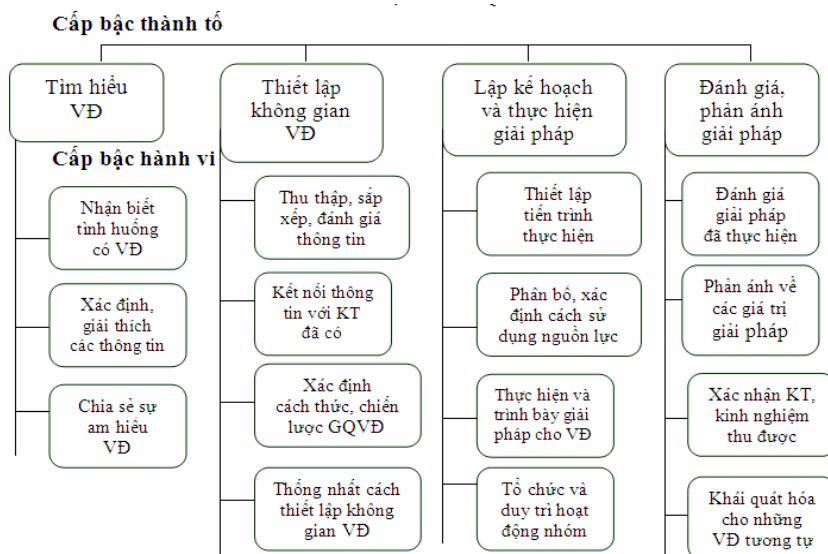 Cấp bậc thành tố
Tìm hiểu
VĐ
Thiết lập
không gian
VĐ
Lập kế hoạch
và thực hiện
giải pháp
Đánh giá,
phản ánh
giải pháp
Cấp bậc hành vi
Nhận biết
tình huống
có VĐ
Xác định,
giải thích
các thông tin
Chia sẻ sự
am hiểu
VĐ
Thu thập, sắp
xếp, đánh giá
thông tin
Kết nối thông
tin với KT
đã có
Xác định
cách thức, chiến
lược GQVĐ
Thống nhất cách
thiết lập không
gian VĐ
Thiết lập
tiến trình
thực hiện
Phân bố, xác
định cách sử
dụng nguồn lực
Thực hiện và
trình bày giải
pháp cho VĐ
Tổ chức và
duy trì hoạt
động nhóm
Đánh giá
giải pháp
đã thực hiện
Phản ánh về
các giá trị
giải pháp
Xác nhận KT,
kinh nghiệm
thu được
Khái quát hóa
cho những
VĐ tương tự